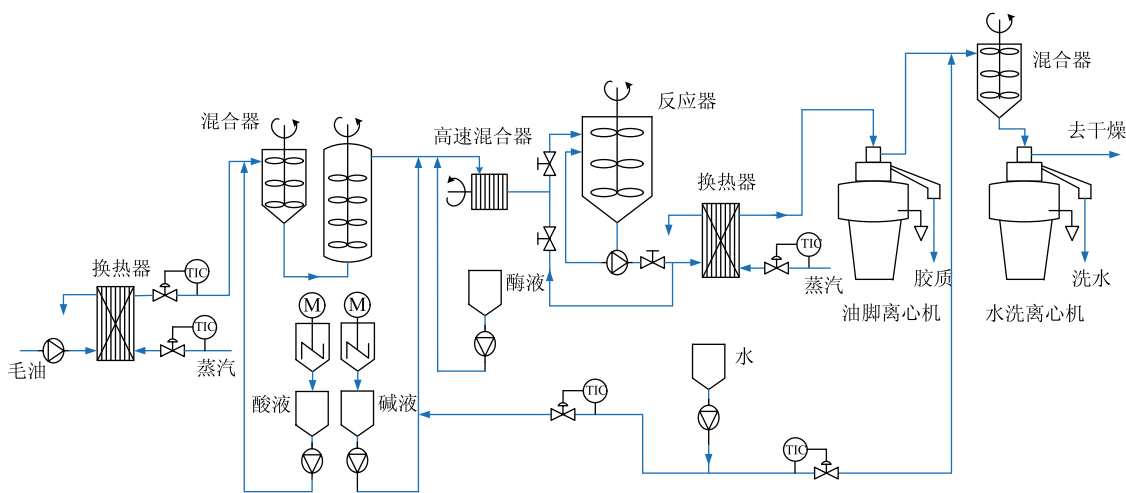 混合器
混合器
反应器
去干燥
高速混合器
换热器
换热器
TIC
TIC
蒸汽
胶质
洗水
油脚离心机
水洗离心机
酶液
M
M
TIC
毛油
蒸汽
水
酸液
碱液
TIC
TIC